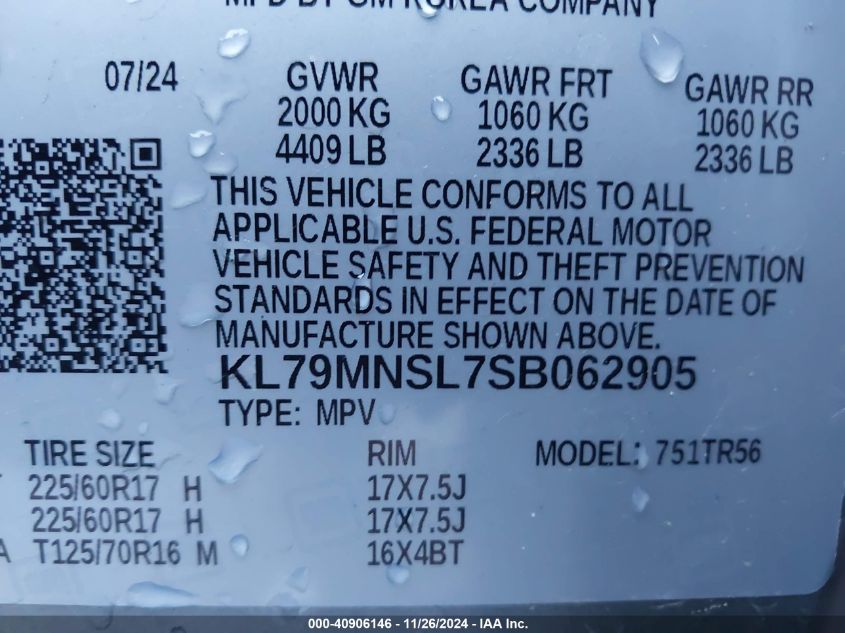 MFD BY GM KOREA COMPANY
07/24 GVWR GAWR FRT GAWR RR
2000 KG 1060 KG 1060 KG
4409 LB 2336 LB 2336 LB
THIS VEHICLE CONFORMS TO ALL
APPLICABLE U.S. FEDERAL MOTOR
VEHICLE SAFETY AND THEFT PREVENTION
STANDARDS IN EFFECT ON THE DATE OF
MANUFACTURE SHOWN ABOVE.
KL79MNSL7SB062905
TYPE: MPV
TIRE SIZE RIM MODEL: 751TR56
225/60R17 H 17X7.5J
225/60R17 H 17X7.5J
T125/70R16 M 16X4BT
000-40906146 - 11/26/2024 - IAA Inc.